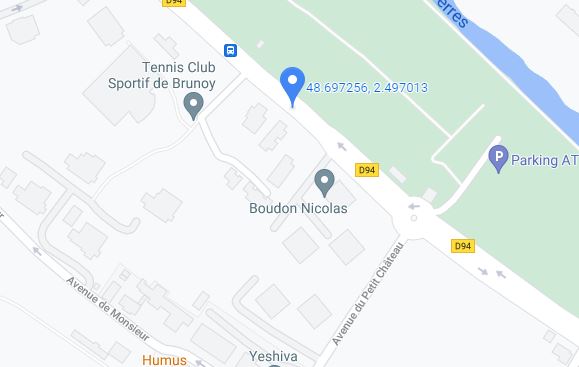 D94
erres
Tennis Club
Sportif de Brunoy
48.697256, 2.497013
P
Parking AT
D94
Boudon Nicolas
D94
er
Avenue du Petit Château
Avenue de Monsieur
Yeshiva
Humus